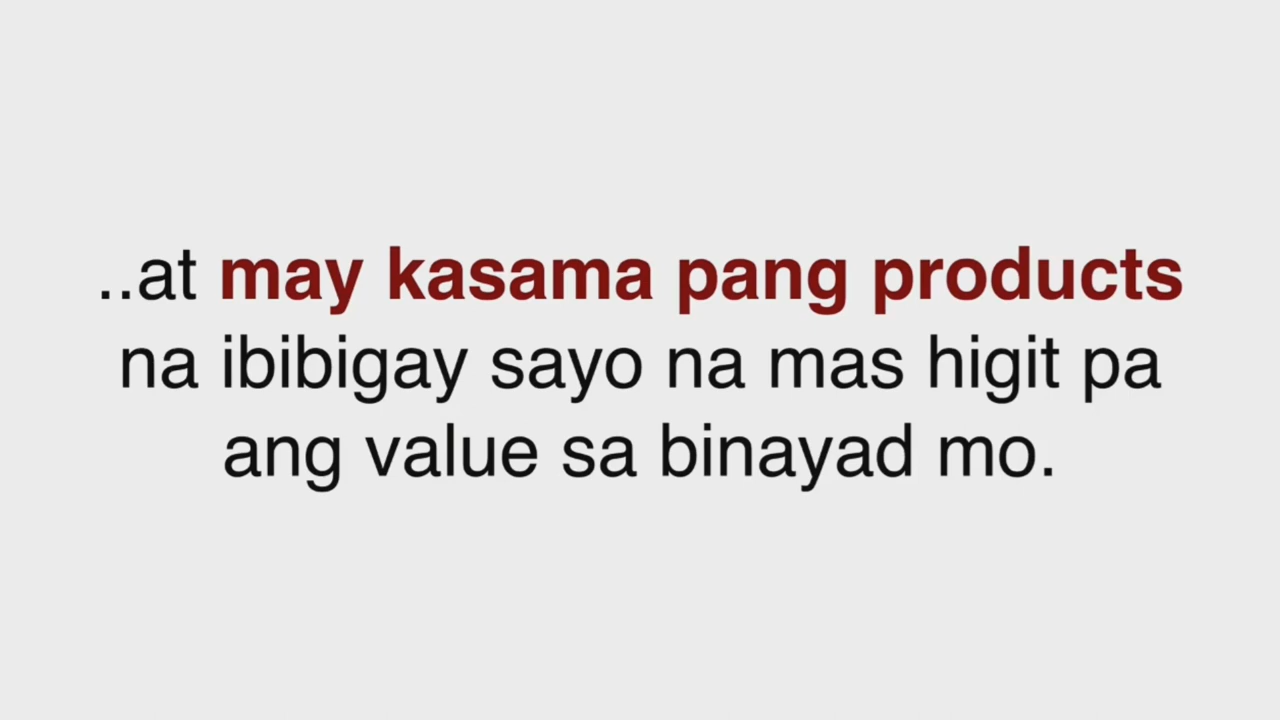 ..at may kasama pang products
na ibibigay sayo na mas higit pa
ang value sa binayad mo.